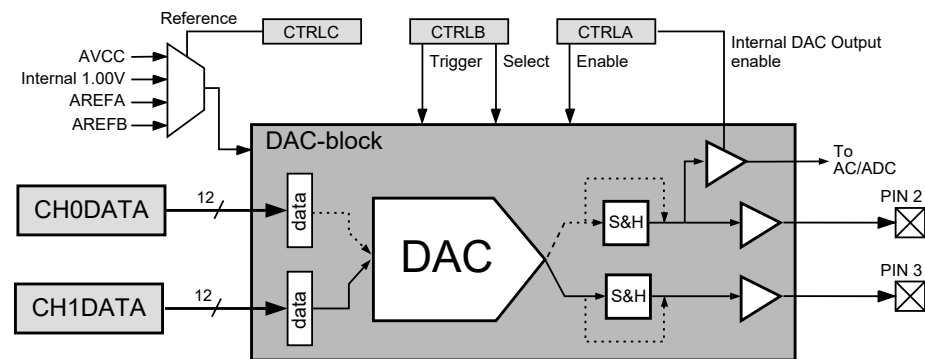 Reference
CTRLC
CTRLB
CTRLA
AVCC
Internal 1.00V
AREFA
AREFB
Trigger
Select
Enable
Internal DAC Output
enable
DAC-block
To
AC/ADC
CH0DATA
12
data
S&H
PIN 2
DAC
CH1DATA
12
data
S&H
PIN 3